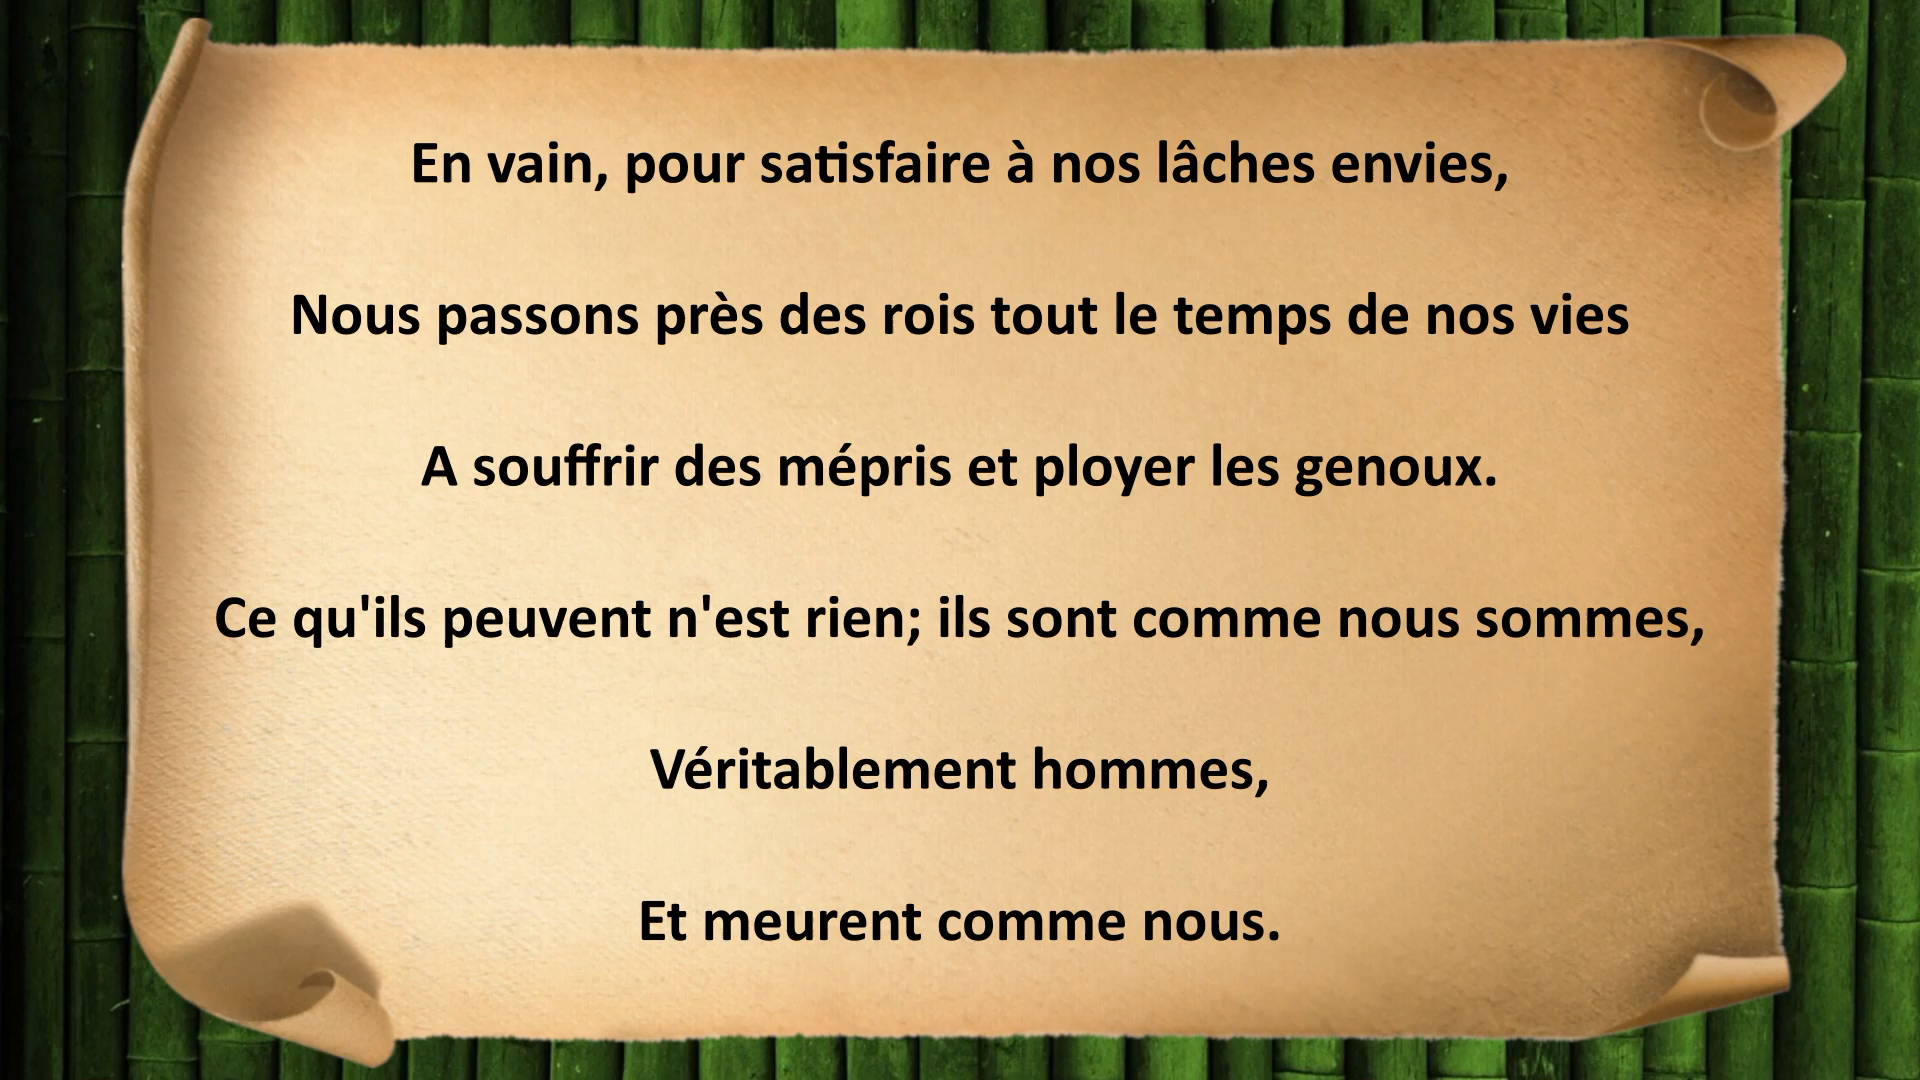 En vain, pour satisfaire à nos lâches envies,
Nous passons près des rois tout le temps de nos vies
A souffrir des mépris et ployer les genoux.
Ce qu'ils peuvent n'est rien; ils sont comme nous sommes,
Véritablement hommes,
Et meurent comme nous.